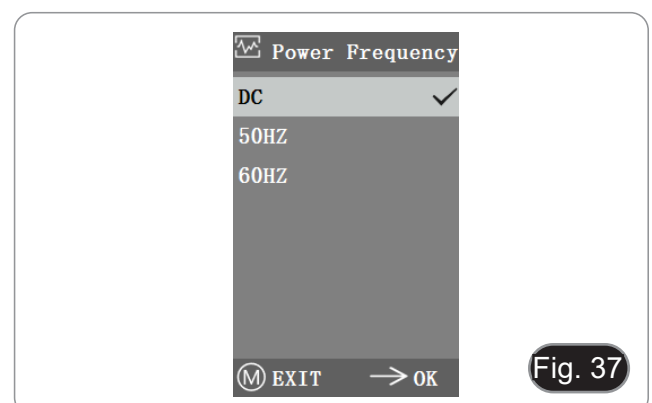 Power Frequency
DC
50HZ
60HZ
M EXIT → OK
Fig. 37